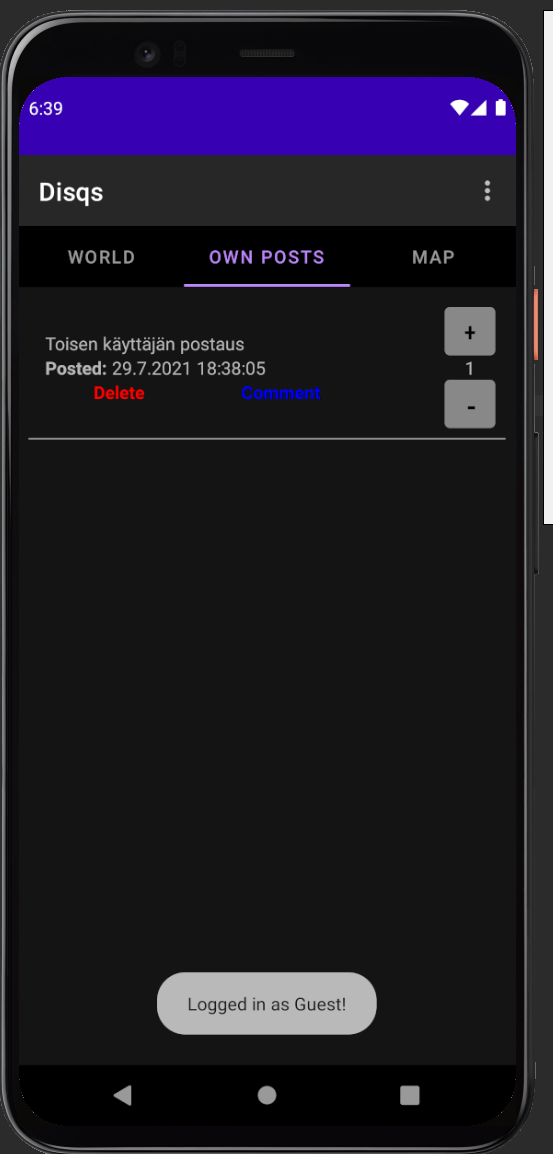 6:39
Disqs
WORLD OWN POSTS MAP
+
Toisen käyttäjän postaus
Posted: 29.7.2021 18:38:05 1
Delete Comment
-
Logged in as Guest!